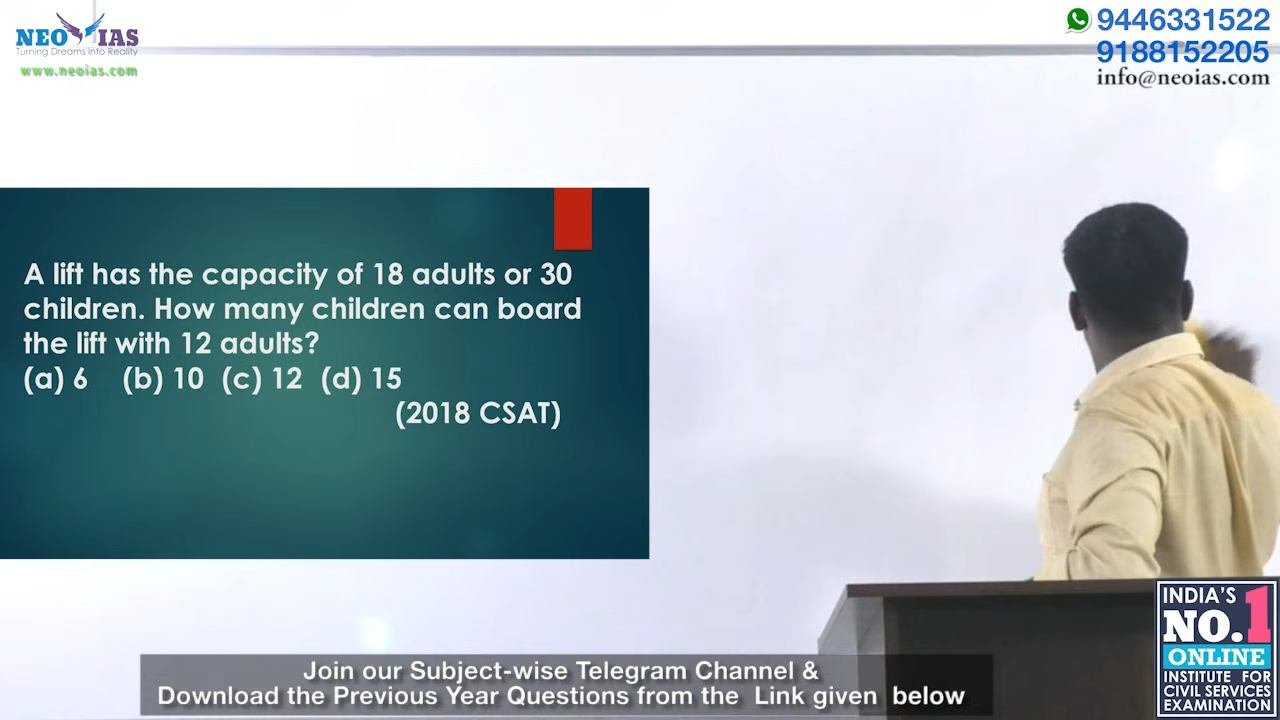 NEO IAS
Turning Dreams into Reality
www.neoias.com
9446331522
9188152205
info@neoias.com
A lift has the capacity of 18 adults or 30
children. How many children can board
the lift with 12 adults?
(a) 6 (b) 10 (c) 12 (d) 15
(2018 CSAT)
INDIA'S
NO.1
ONLINE
INSTITUTE FOR
CIVIL SERVICES
EXAMINATION
Join our Subject-wise Telegram Channel &
Download the Previous Year Questions from the Link given below